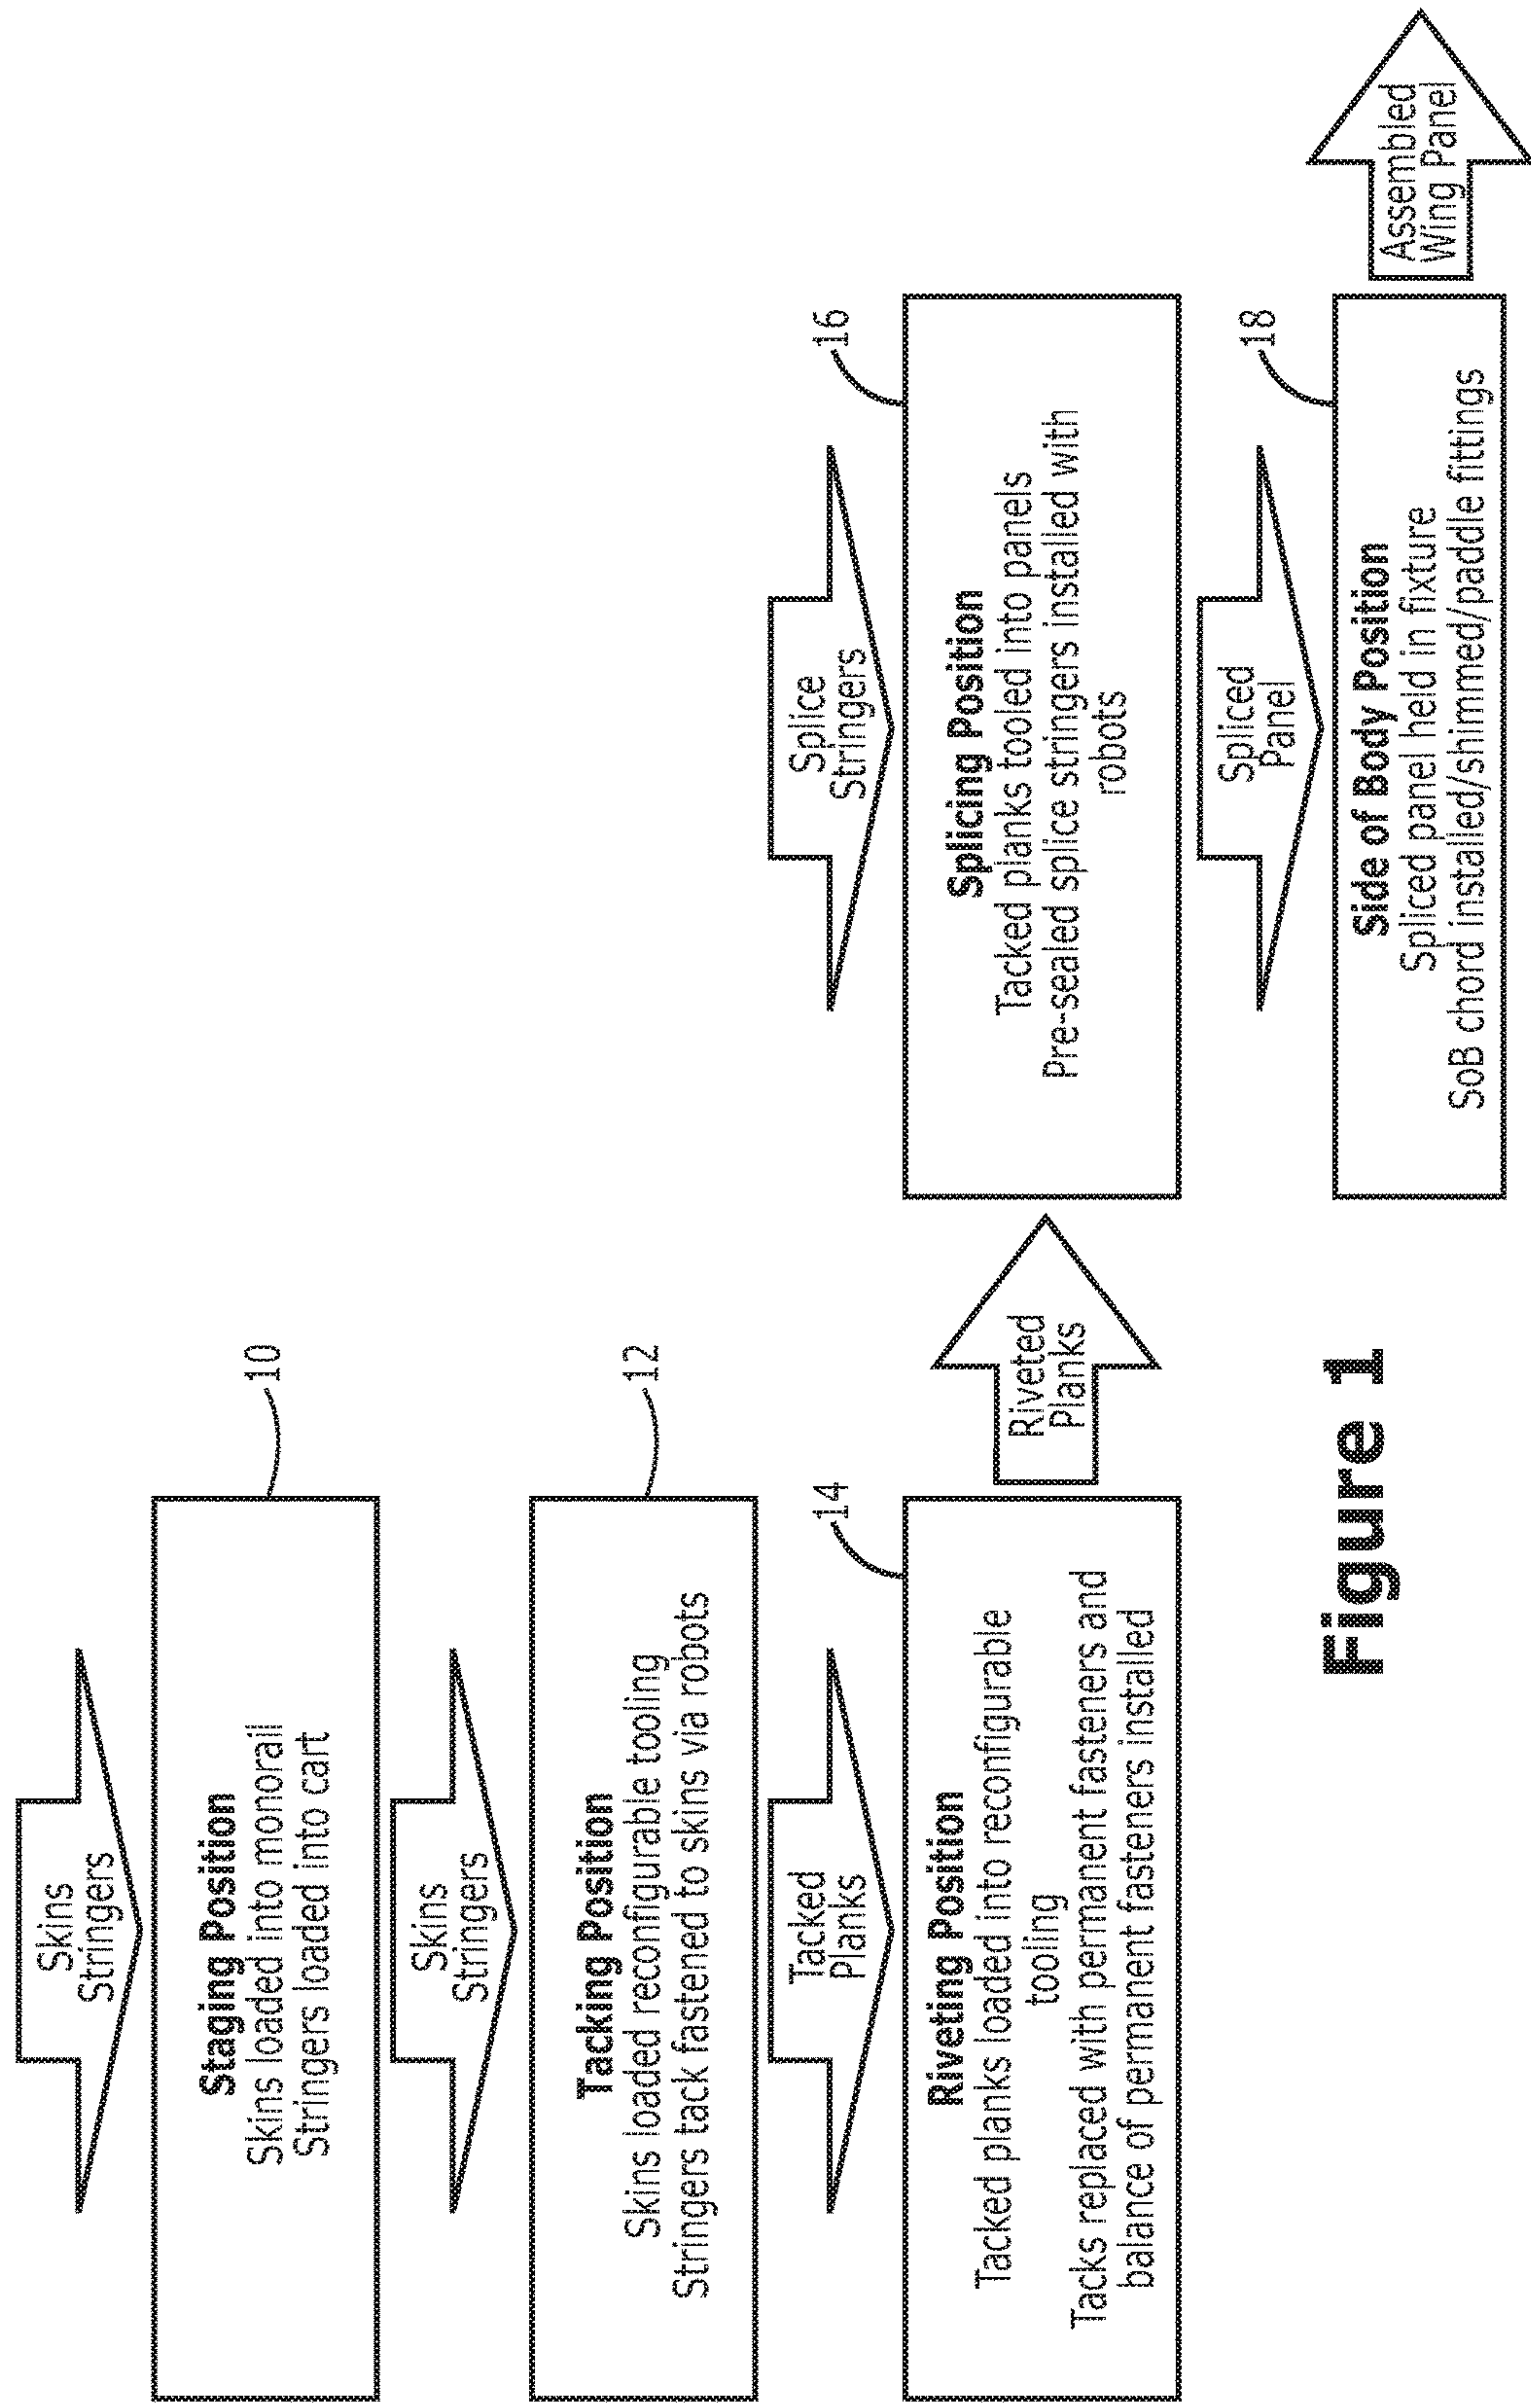 Skins
Stringers
10
Staging Position
Skins loaded into monorail
Stringers loaded into cart
Skins
Stringers
12
Tacking Position
Skins loaded reconfigurable tooling
Stringers tack fastened to skins via robots
Tacked
Planks
14
Riveting Position
Tacked planks loaded into reconfigurable
tooling
Tacks replaced with permanent fasteners and
balance of permanent fasteners installed
Riveted
Planks
Splice
Stringers
16
Splicing Position
Tacked planks tooled into panels
Pre-sealed splice stringers installed with
robots
Spliced
Panel
18
Side of Body Position
Spliced panel held in fixture
SoB chord installed/shimmed/paddle fittings
Assembled
Wing Panel
Figure 1